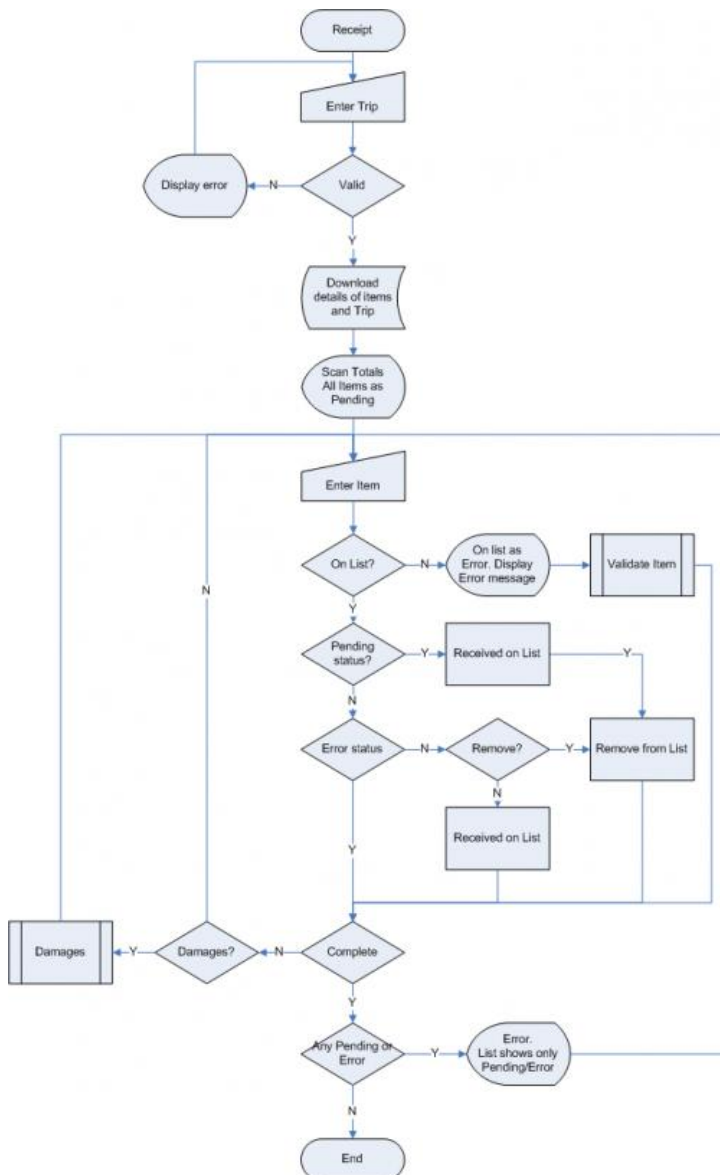 Receipt
Enter Trip
Display error
N
Valid
Y
Download
details of items
and Trip
Scan Totals
All Items as
Pending
Enter Item
On List?
N
On list as
Error. Display
Error message
Validate Item
N
Y
Pending
status?
Y
Received on List
Y
N
Error status
N
Remove?
Y
Remove from List
N
Received on List
Y
Damages
Y
Damages?
N
Complete
Y
Any Pending or
Error
Y
Error.
List shows only
Pending/Error
N
End